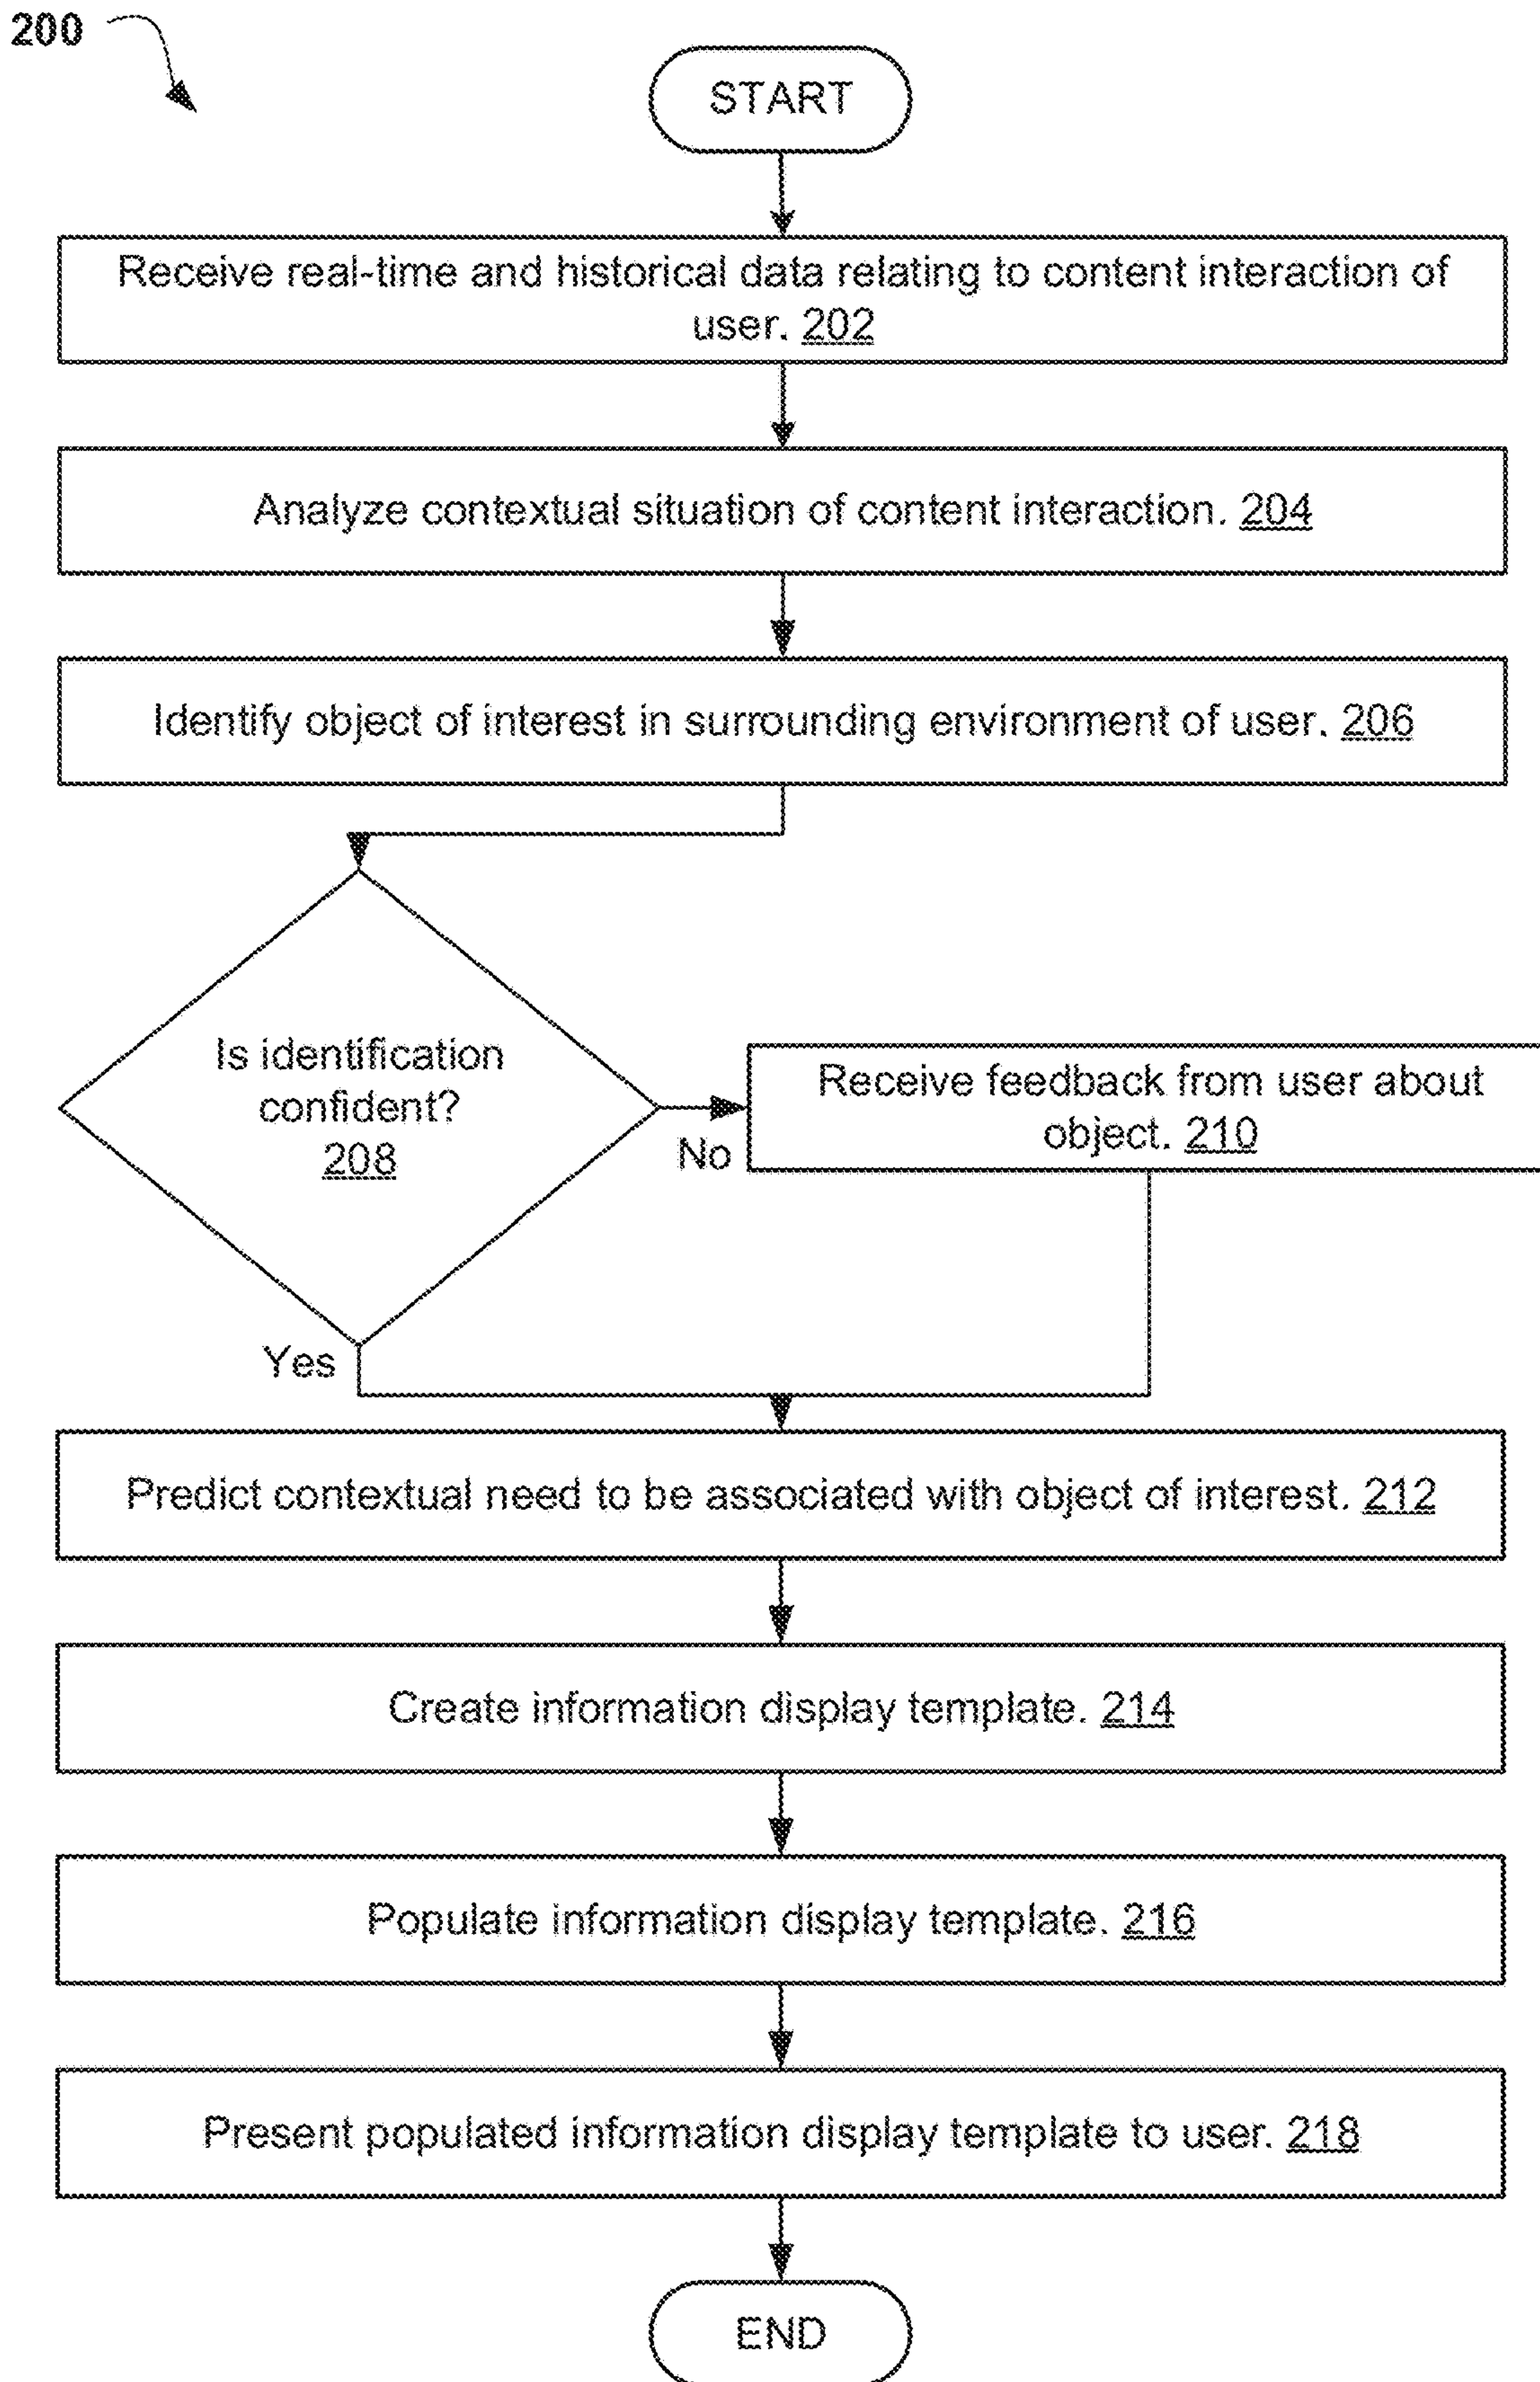 200
START
Receive real-time and historical data relating to content interaction of
user. 202
Analyze contextual situation of content interaction. 204
Identify object of interest in surrounding environment of user. 206
Is identification
confident?
208
No
Receive feedback from user about
object. 210
Yes
Predict contextual need to be associated with object of interest. 212
Create information display template. 214
Populate information display template. 216
Present populated information display template to user. 218
END